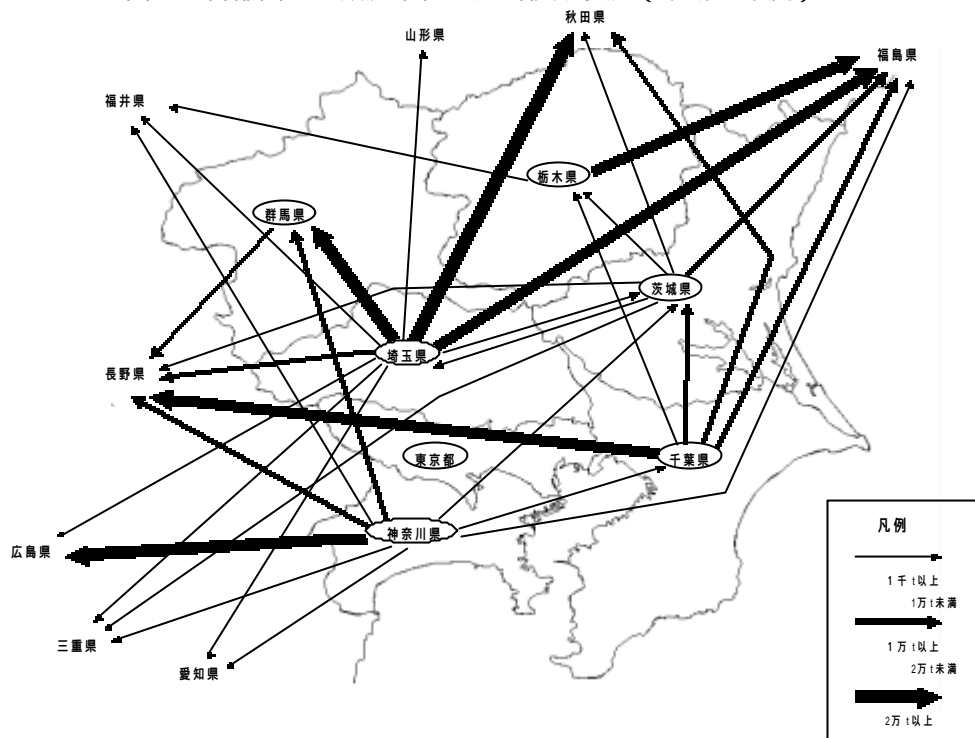 秋田県
山形県
福島県
福井県
栃木県
群馬県
茨城県
埼玉県
長野県
東京都
千葉県
神奈川県
広島県
三重県
愛知県
凡例
1千t以上
1万t未満
1万t以上
2万t未満
2万t以上